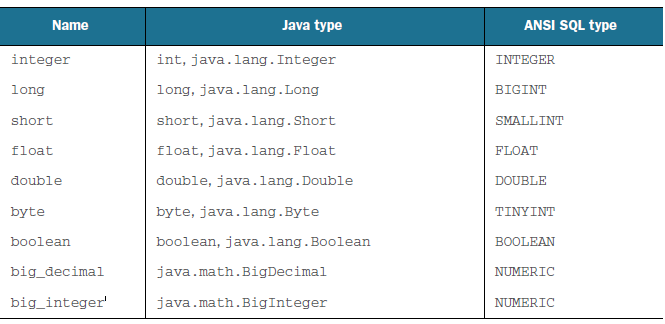 Name Java type ANSI SQL type
integer int, java.lang.Integer INTEGER
long long, java.lang.Long BIGINT
short short, java.lang.Short SMALLINT
float float, java.lang.Float FLOAT
double double, java.lang.Double DOUBLE
byte byte, java.lang.Byte TINYINT
boolean boolean, java.lang.Boolean BOOLEAN
big_decimal java.math.BigDecimal NUMERIC
big_integer java.math.BigInteger NUMERIC